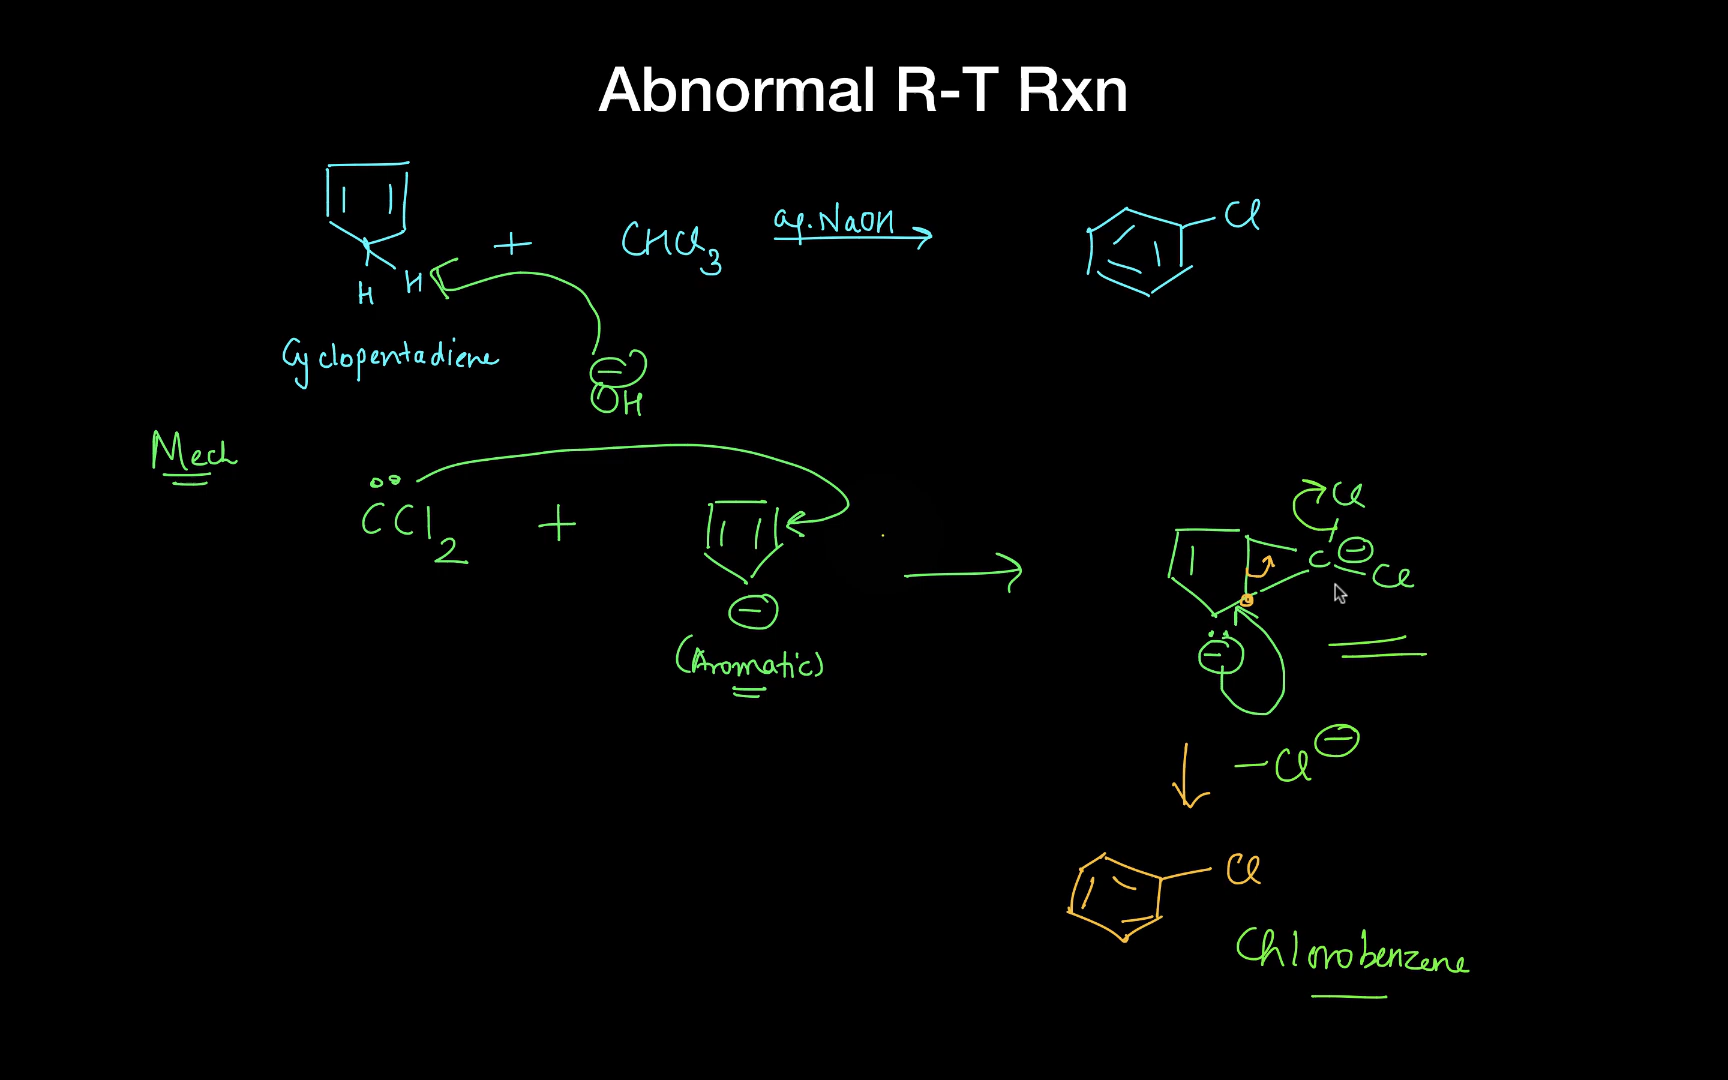 Abnormal R-T Rxn
+ CHCl3 aq. NaOH Cl
H H
Cyclopentadiene
⊖
OH
Mech
CCl2 + ⊖
(Aromatic)
Cl
C ⊖
Cl
⊖
-Cl⊖
Cl
Chlorobenzene